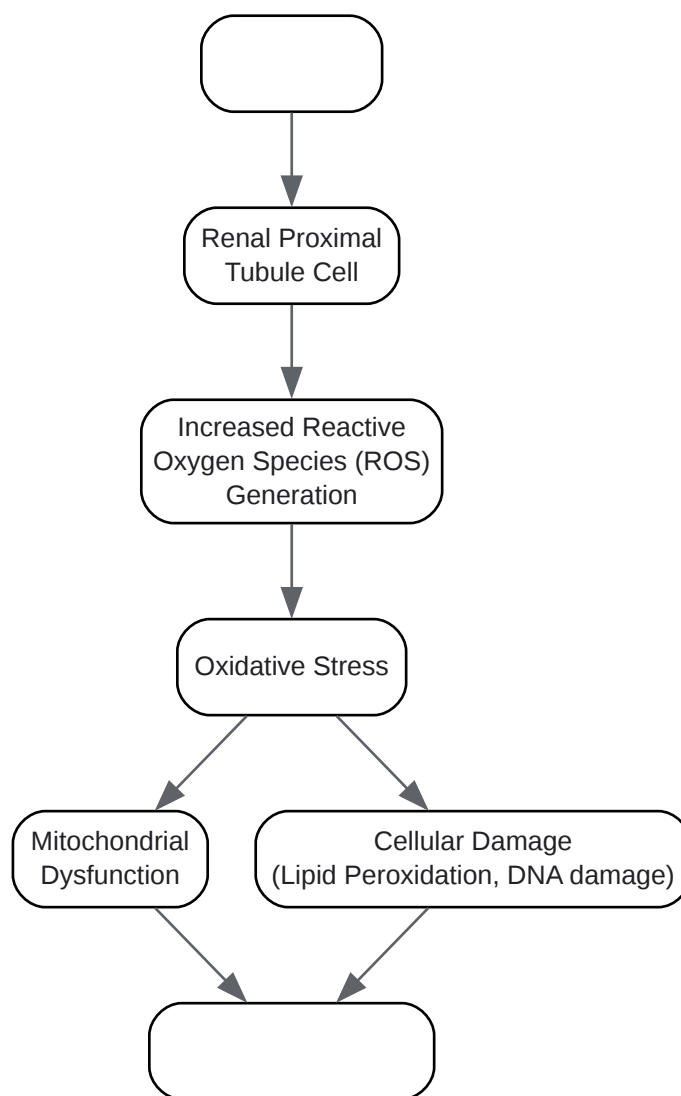 Renal Proximal
Tubule Cell
Increased Reactive
Oxygen Species (ROS)
Generation
Oxidative Stress
Mitochondrial
Dysfunction
Cellular Damage
(Lipid Peroxidation, DNA damage)